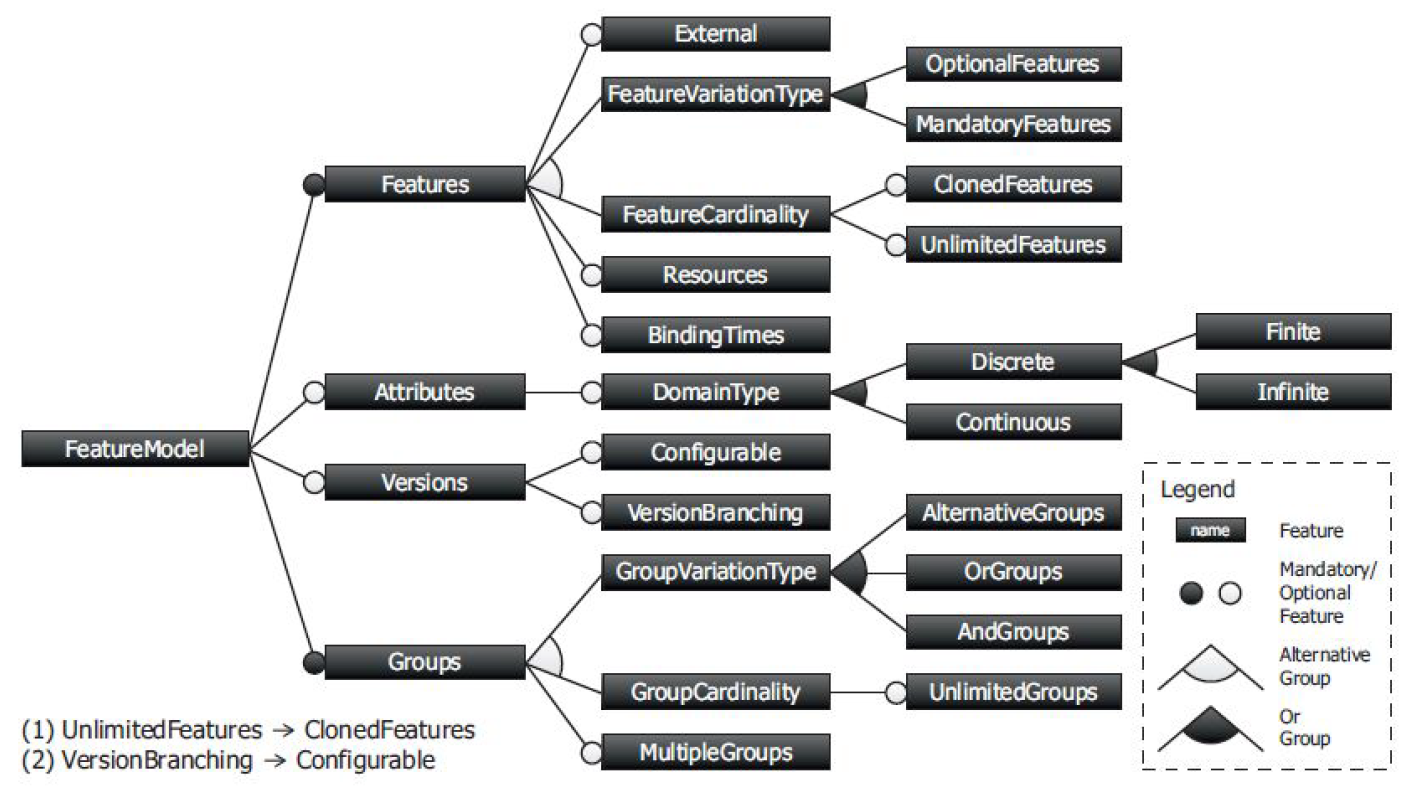 External
FeatureVariationType
OptionalFeatures
MandatoryFeatures
Features
FeatureCardinality
ClonedFeatures
UnlimitedFeatures
Resources
BindingTimes
Attributes
DomainType
Discrete
Finite
Infinite
Continuous
FeatureModel
Versions
Configurable
VersionBranching
Groups
GroupVariationType
AlternativeGroups
OrGroups
AndGroups
GroupCardinality
UnlimitedGroups
MultipleGroups
(1) UnlimitedFeatures → ClonedFeatures
(2) VersionBranching → Configurable
Legend
name
Feature
Mandatory/
Optional
Feature
Alternative
Group
Or
Group